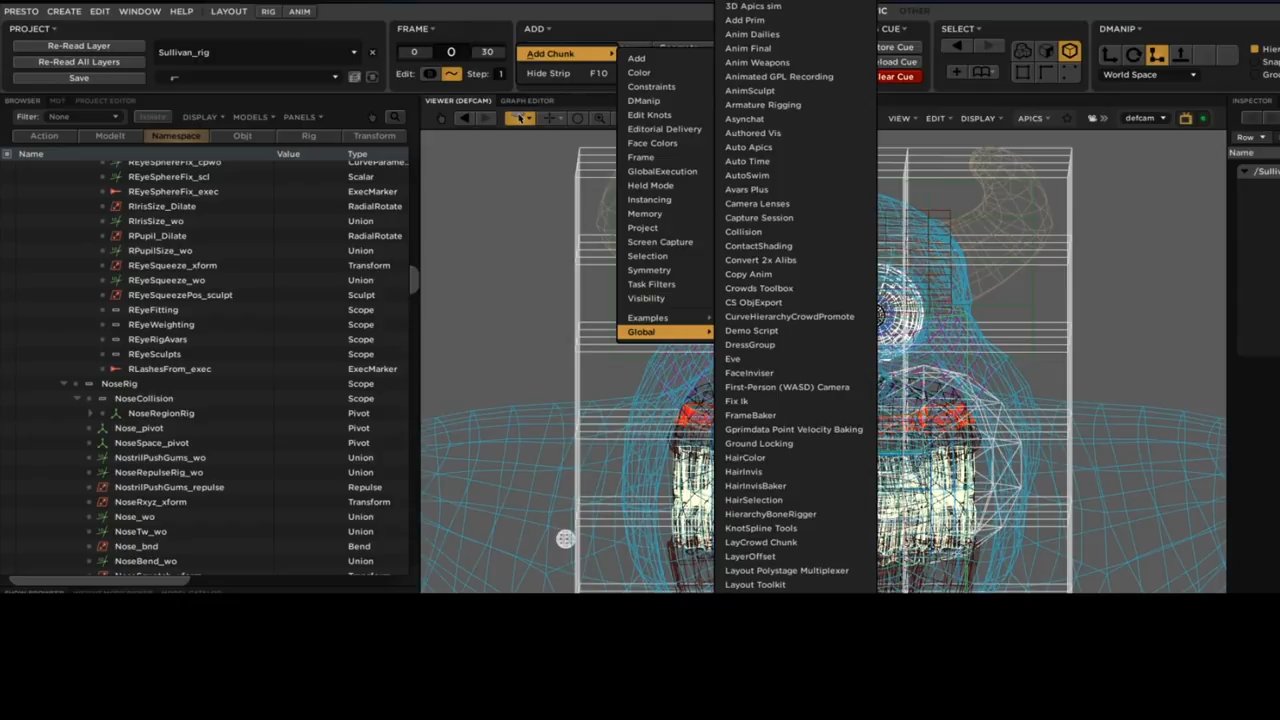 PRESTO CREATE EDIT WINDOW HELP LAYOUT RIG ANIM
OTHER
PROJECT
Re-Read Layer
Re-Read All Layers
Save
Sullivan_rig
FRAME
0 0 30
Edit: Step: 1
ADD
Add Chunk
Hide Strip F10
CUE
Store Cue
SELECT
DMANIP
World Space
BROWSER MDT PROJECT EDITOR
VIEWER (DEFCAM) GRAPH EDITOR
INSPECTOR
Filter: None DISPLAY MODELS PANELS
VIEW EDIT DISPLAY APICS defcam
Action Modelt Namespace Objt Rig Transform
Row
Name Value Type
Name
REyeSphereFix_cpwo CurveParame..
REyeSphereFix_scl Scalar
REyeSphereFix_exec ExecMarker
RIrisSize_Dilate RadialRotate
RIrisSize_wo Union
RPupil_Dilate RadialRotate
RPupilSize_wo Union
REyeSqueeze_xform Transform
REyeSqueeze_wo Union
REyeSqueezePos_sculpt Sculpt
REyeFitting Scope
REyeWeighting Scope
REyeRigAvars Scope
REyeSculpts Scope
RLashesFrom_exec ExecMarker
NoseRig Scope
NoseCollision Scope
NoseRegionRig Pivot
Nose_pivot Pivot
NoseSpace_pivot Pivot
NostrilPushGums_wo Union
NoseRepulseRig_wo Union
NostrilPushGums_repulse Repulse
NoseRxyz_xform Transform
Nose_wo Union
NoseTw_wo Union
Nose_bnd Bend
NoseBend_wo Union
Add
Color
Constraints
DManip
Edit Knots
Editorial Delivery
Face Colors
Frame
GlobalExecution
Held Mode
Instancing
Memory
Project
Screen Capture
Selection
Symmetry
Task Filters
Visibility
Examples
Global
3D Apics sim
Add Prim
Anim Dailies
Anim Final
Anim Weapons
Animated GPL Recording
AnimSculpt
Armature Rigging
Asynchat
Authored Vis
Auto Apics
Auto Time
AutoSwim
Avars Plus
Camera Lenses
Capture Session
Collision
ContactShading
Convert 2x Alibs
Copy Anim
Crowds Toolbox
CS ObjExport
CurveHierarchyCrowdPromote
Demo Script
DressGroup
Eve
FaceInviser
First-Person (WASD) Camera
Fix Ik
FrameBaker
Gprimdata Point Velocity Baking
Ground Locking
HairColor
HairInvis
HairInvisBaker
HairSelection
HierarchyBoneRigger
KnotSpline Tools
LayCrowd Chunk
LayerOffset
Layout Polystage Multiplexer
Layout Toolkit